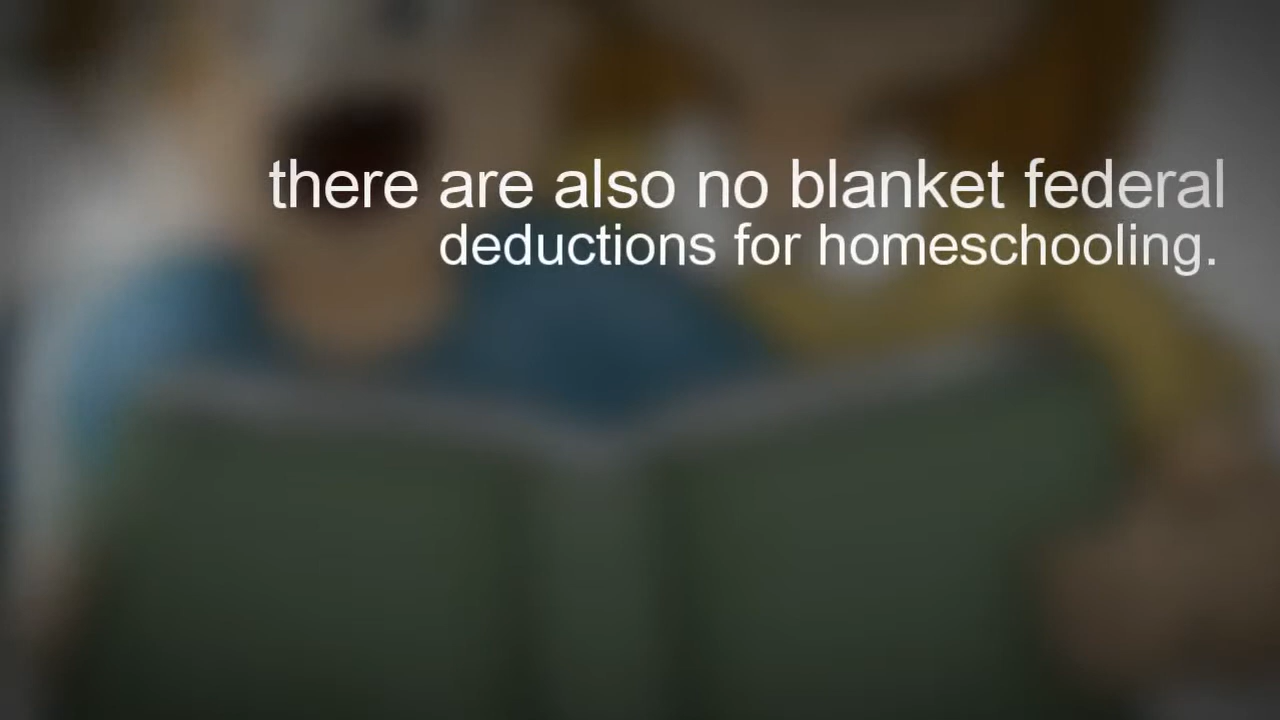 there are also no blanket federal
deductions for homeschooling.